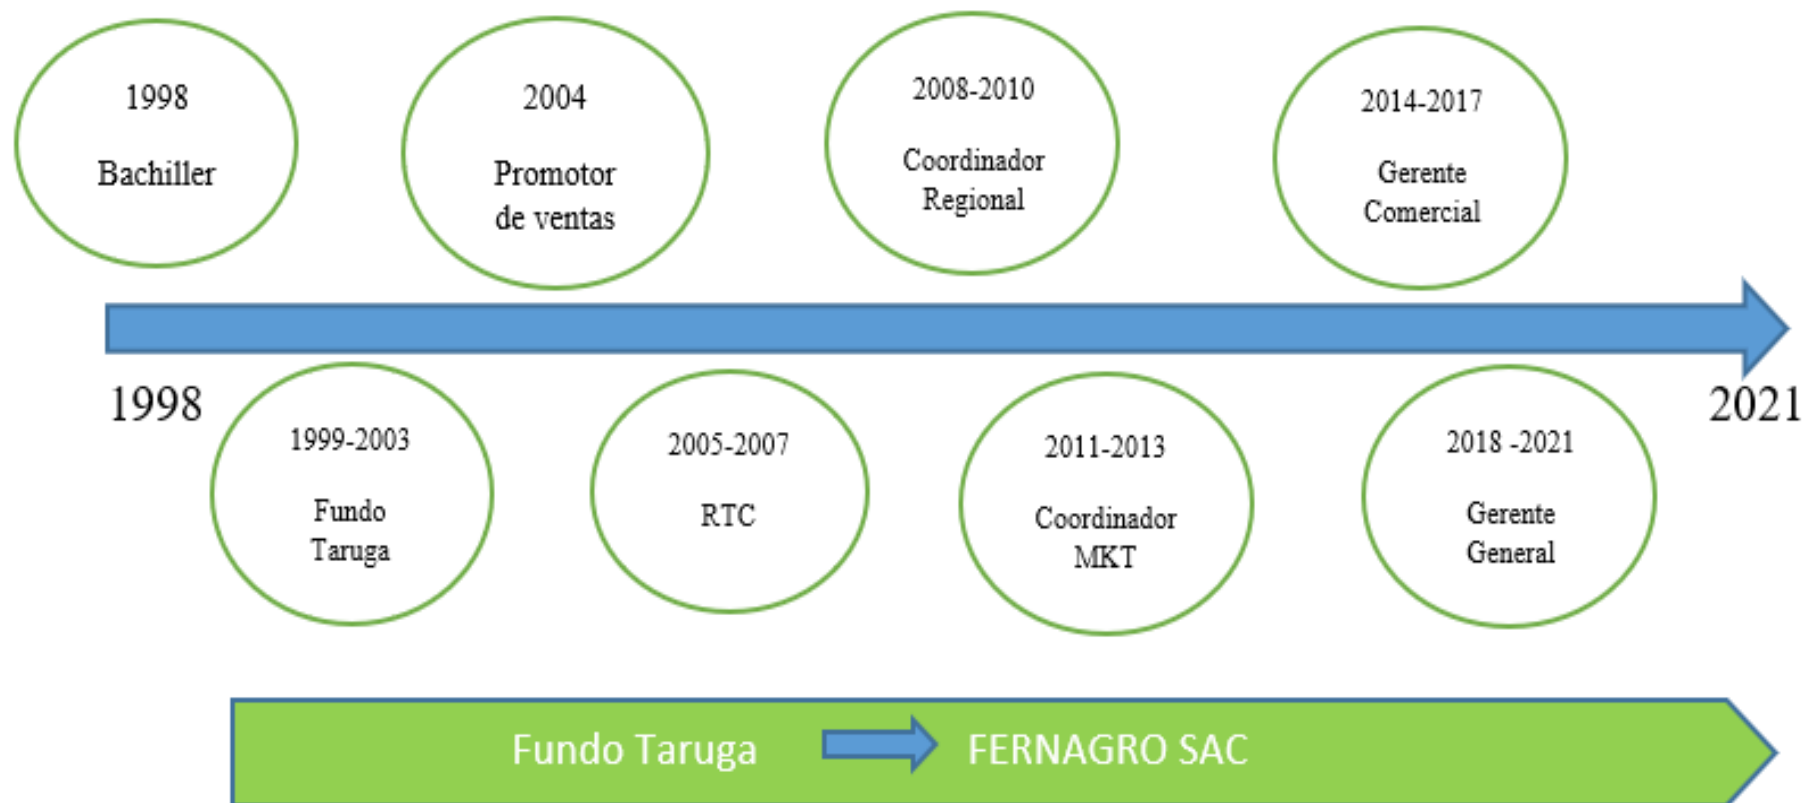 1998
Bachiller
2004
Promotor
de ventas
2008-2010
Coordinador
Regional
2014-2017
Gerente
Comercial
1998
2021
1999-2003
Fundo
Taruga
2005-2007
RTC
2011-2013
Coordinador
MKT
2018 -2021
Gerente
General
Fundo Taruga
FERNAGRO SAC